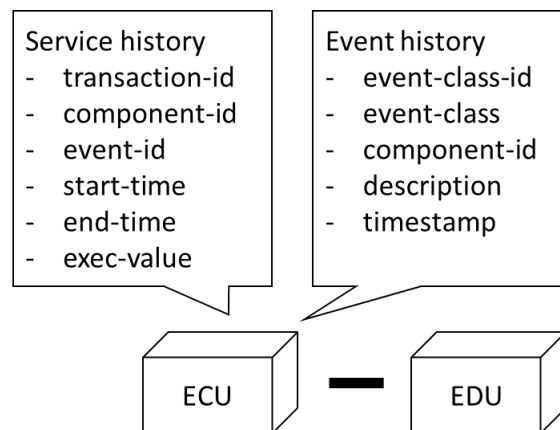 Service history
- transaction-id
- component-id
- event-id
- start-time
- end-time
- exec-value
Event history
- event-class-id
- event-class
- component-id
- description
- timestamp
ECU
EDU